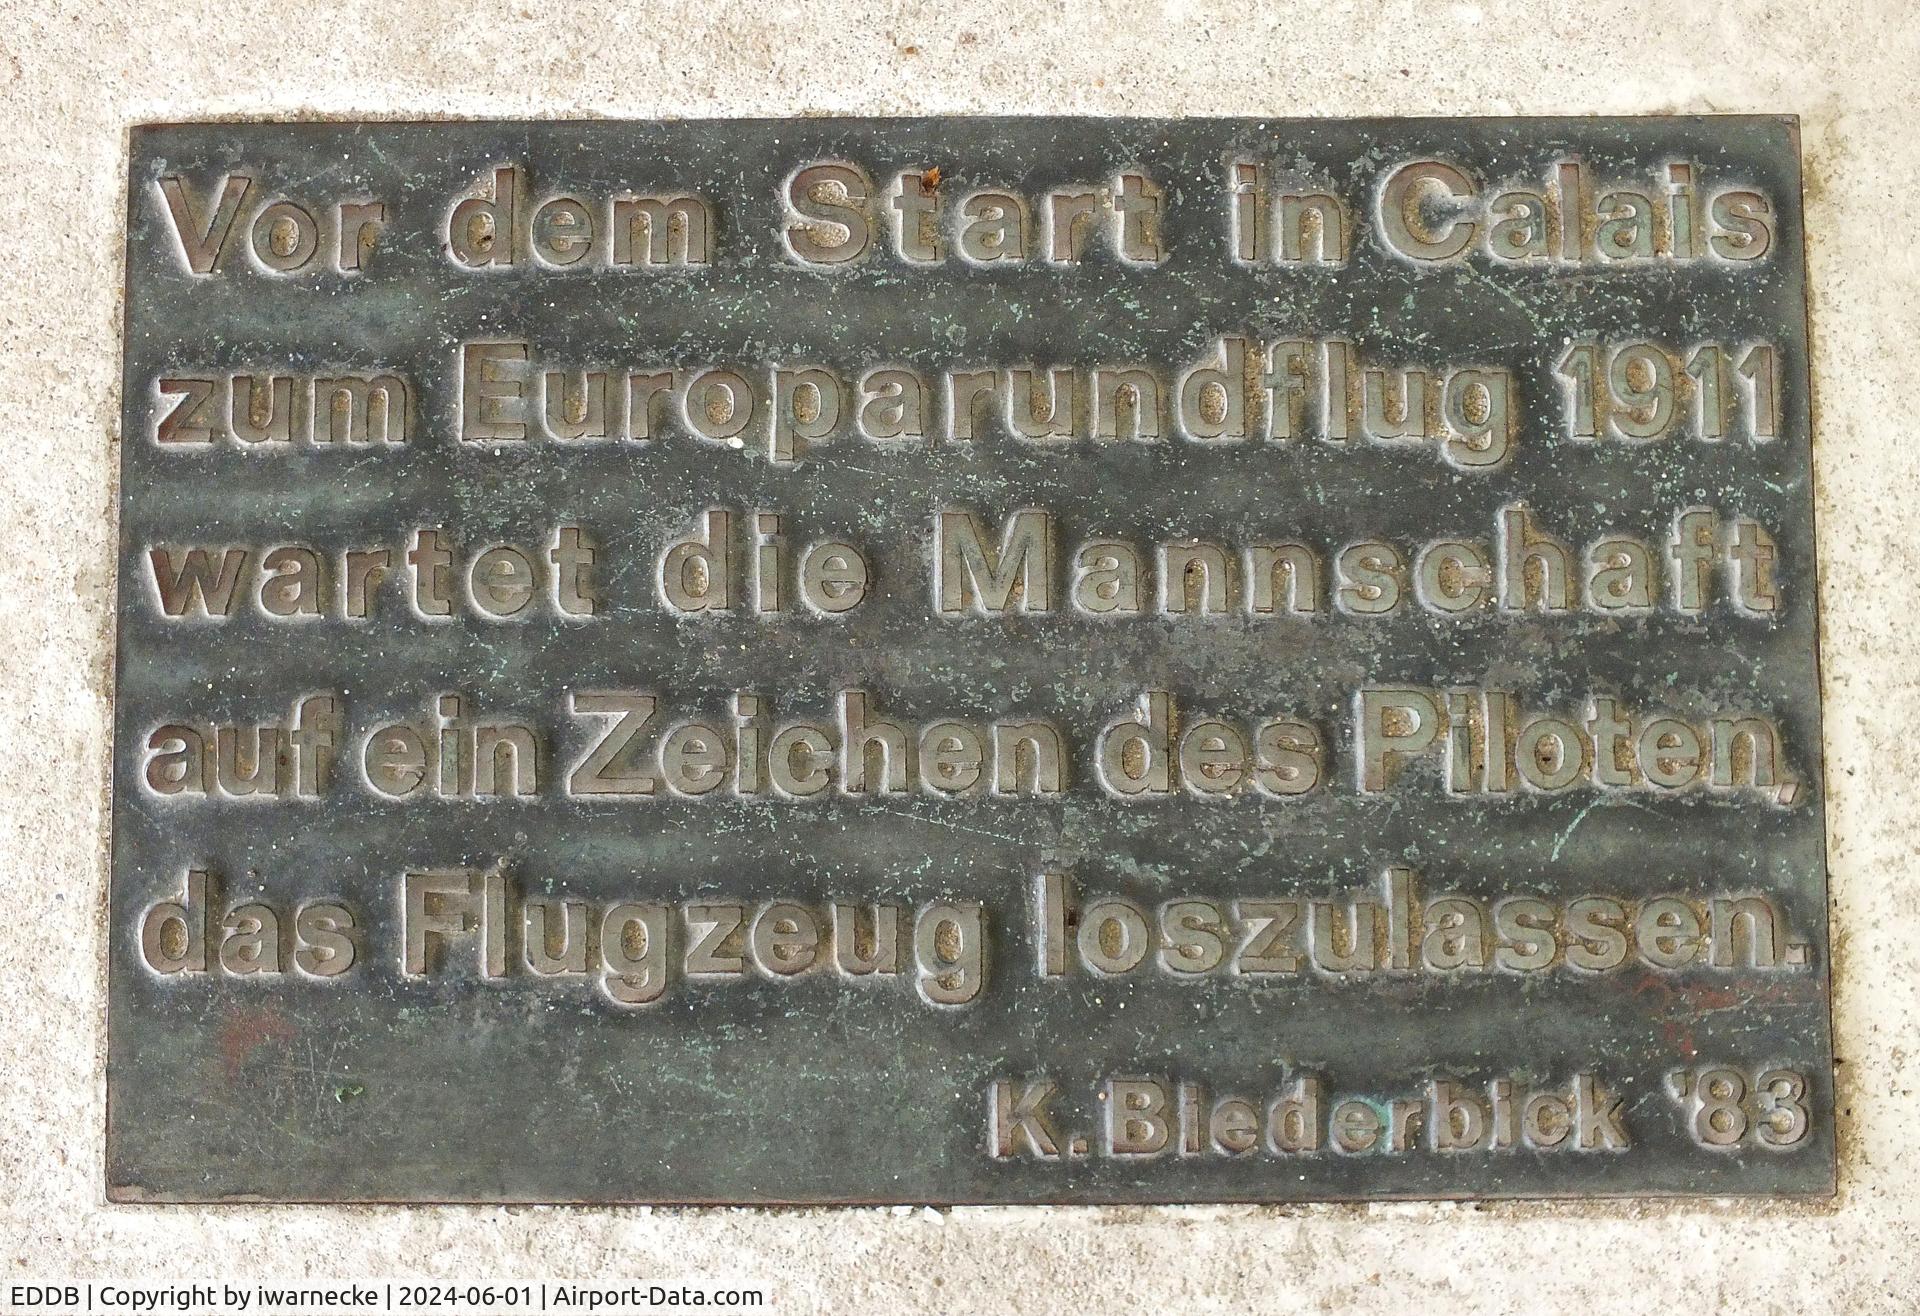 Vor dem Start in Calais
zum Europarundflug 1911
wartet die Mannschaft
auf ein Zeichen des Piloten,
das Flugzeug loszulassen.
K. Biederbick '83
EDDB | Copyright by iwarnecke | 2024-06-01 | Airport-Data.com